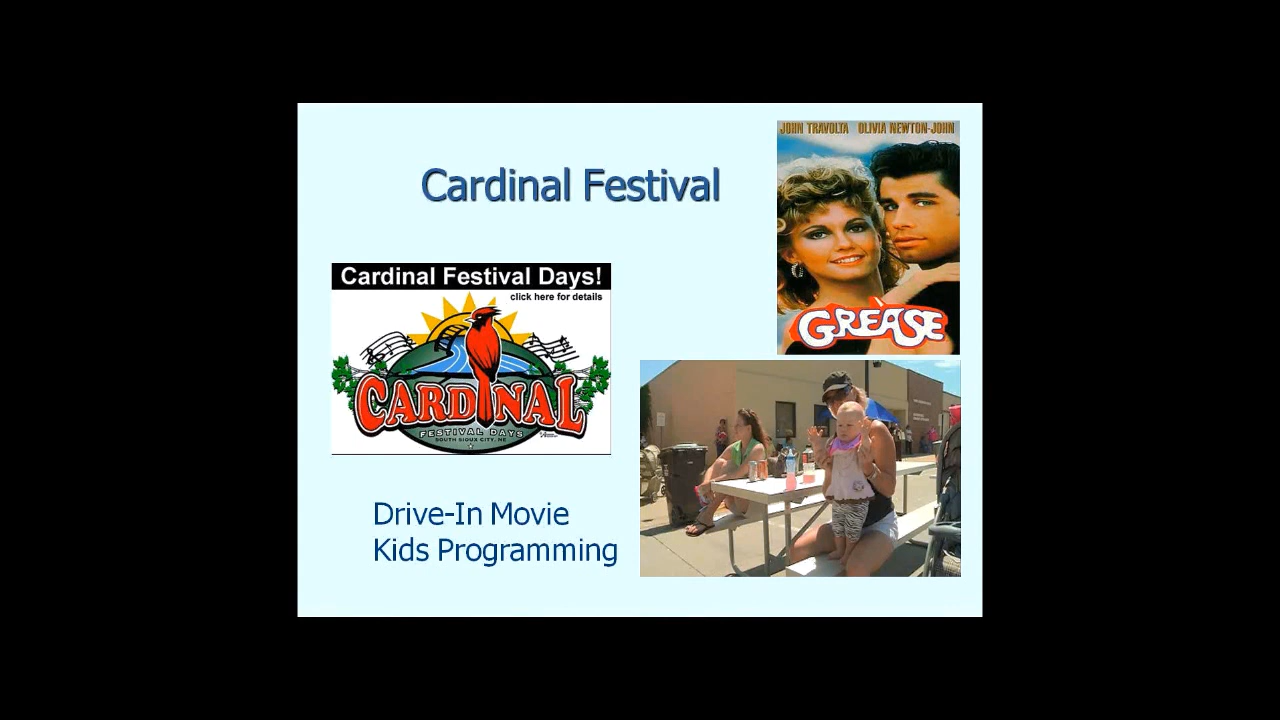 Cardinal Festival
JOHN TRAVOLTA OLIVIA NEWTON-JOHN
GREASE
Cardinal Festival Days!
click here for details
CARDINAL
FESTIVAL DAYS
SOUTH SIOUX CITY, NE
Drive-In Movie
Kids Programming